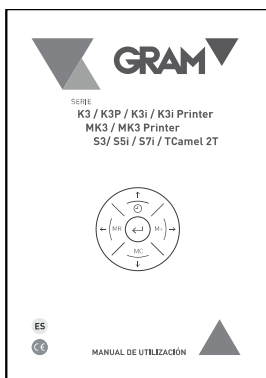 GRAM
SERIE
K3 / K3P / K3i / K3i Printer
MK3 / MK3 Printer
S3/ S5i / S7i / TCamel 2T
MR
M+
MC
ES
CE
MANUAL DE UTILIZACIÓN